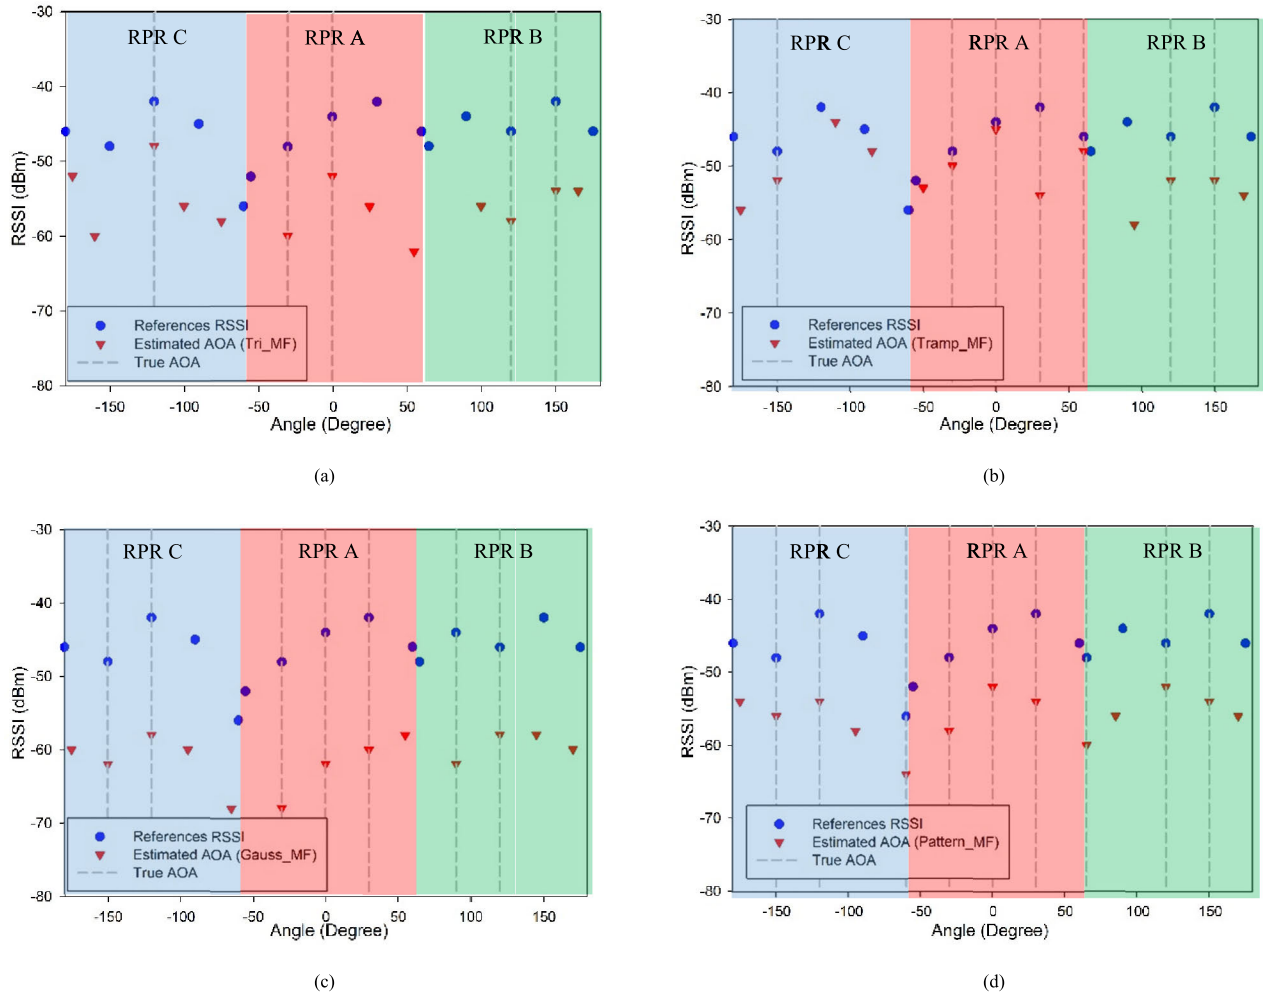 -30
RPR C RPR A RPR B
-40
-50
-60
-70
-80
RSSI (dBm)
References RSSI
Estimated AOA (Tri_MF)
True AOA
-150 -100 -50 0 50 100 150
Angle (Degree)
(a)
-30
RPR C RPR A RPR B
-40
-50
-60
-70
-80
RSSI (dBm)
References RSSI
Estimated AOA (Tramp_MF)
True AOA
-150 -100 -50 0 50 100 150
Angle (Degree)
(b)
-30
RPR C RPR A RPR B
-40
-50
-60
-70
-80
RSSI (dBm)
References RSSI
Estimated AOA (Gauss_MF)
True AOA
-150 -100 -50 0 50 100 150
Angle (Degree)
(c)
-30
RPR C RPR A RPR B
-40
-50
-60
-70
-80
RSSI (dBm)
References RSSI
Estimated AOA (Pattern_MF)
True AOA
-150 -100 -50 0 50 100 150
Angle (Degree)
(d)